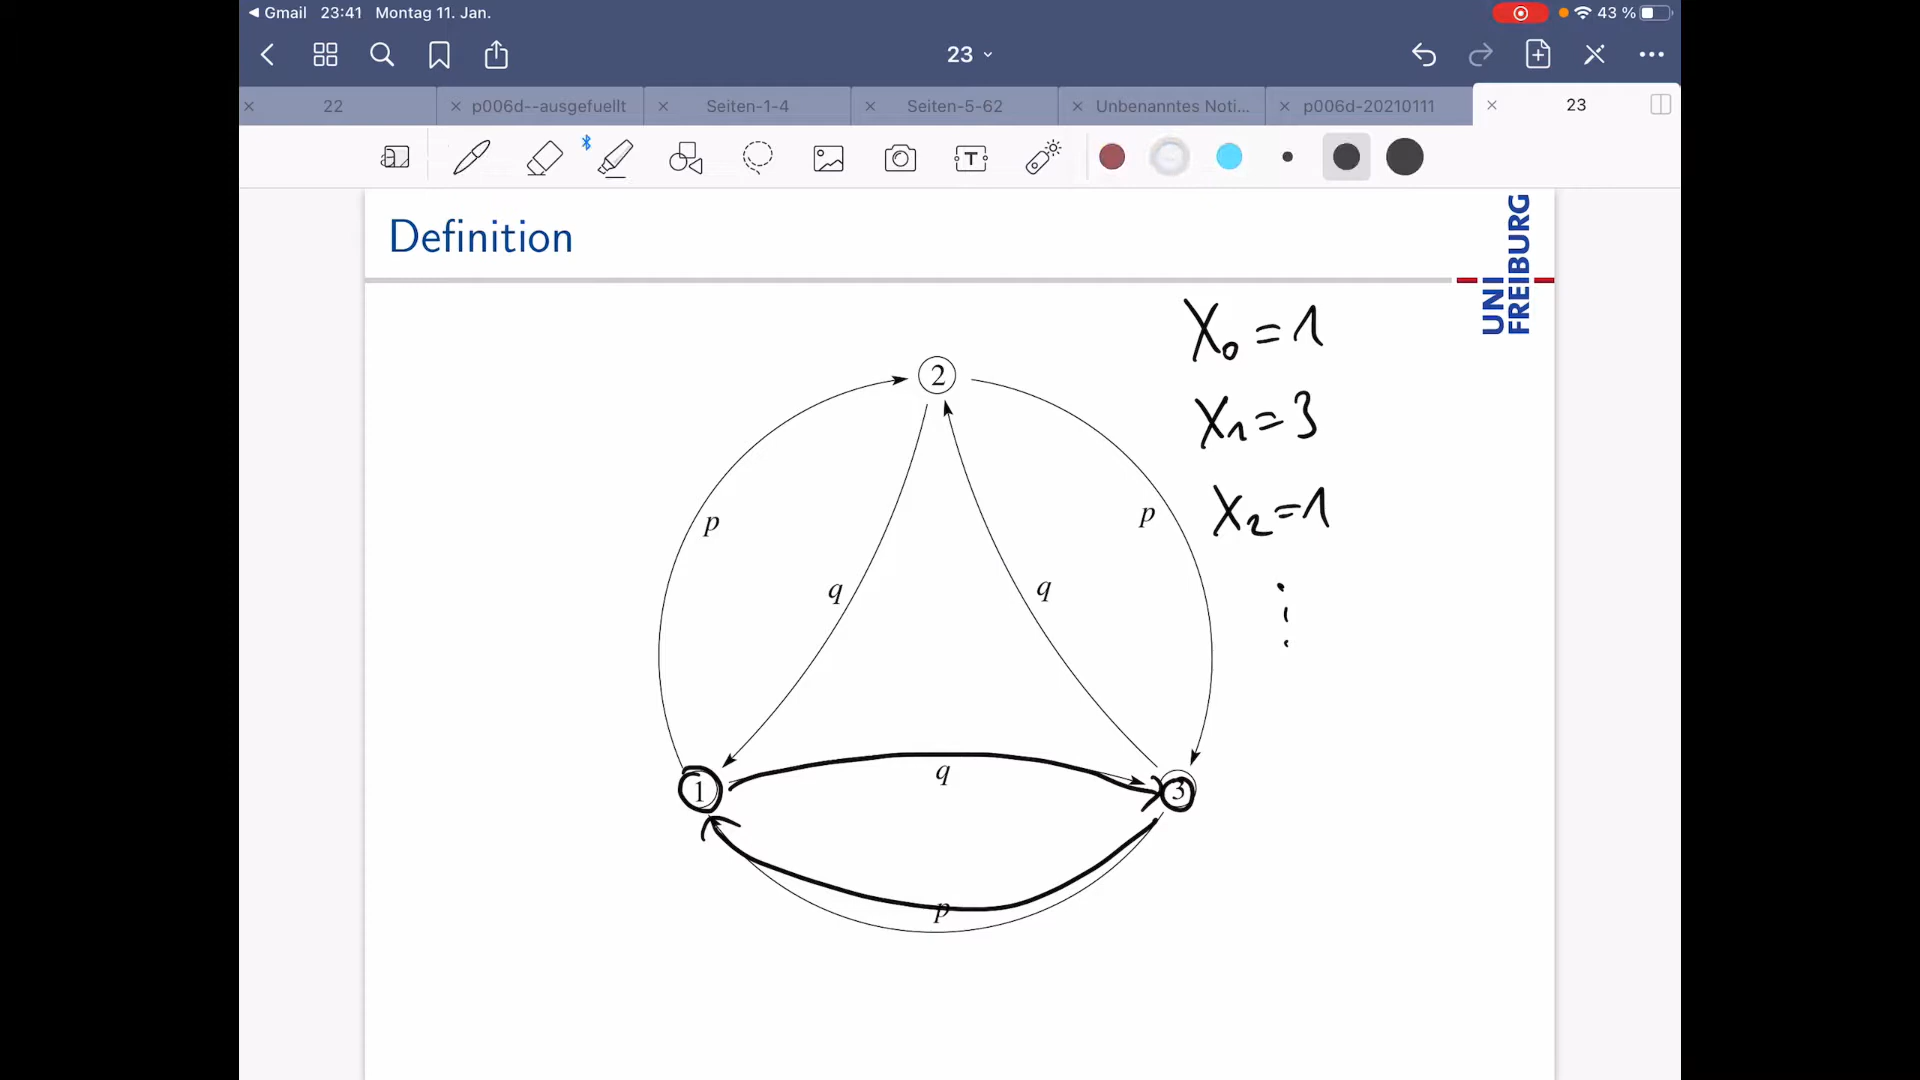 Gmail 23:41 Montag 11. Jan. 43 %
23
22 p006d--ausgefuellt Seiten-1-4 Seiten-5-62 Unbenanntes Noti... p006d-20210111 23
T
Definition
UNI
FREIBURG
X₀ = 1
2
X₁ = 3
p
p
X₂ = 1
q
q
⋮
q
1
3
p